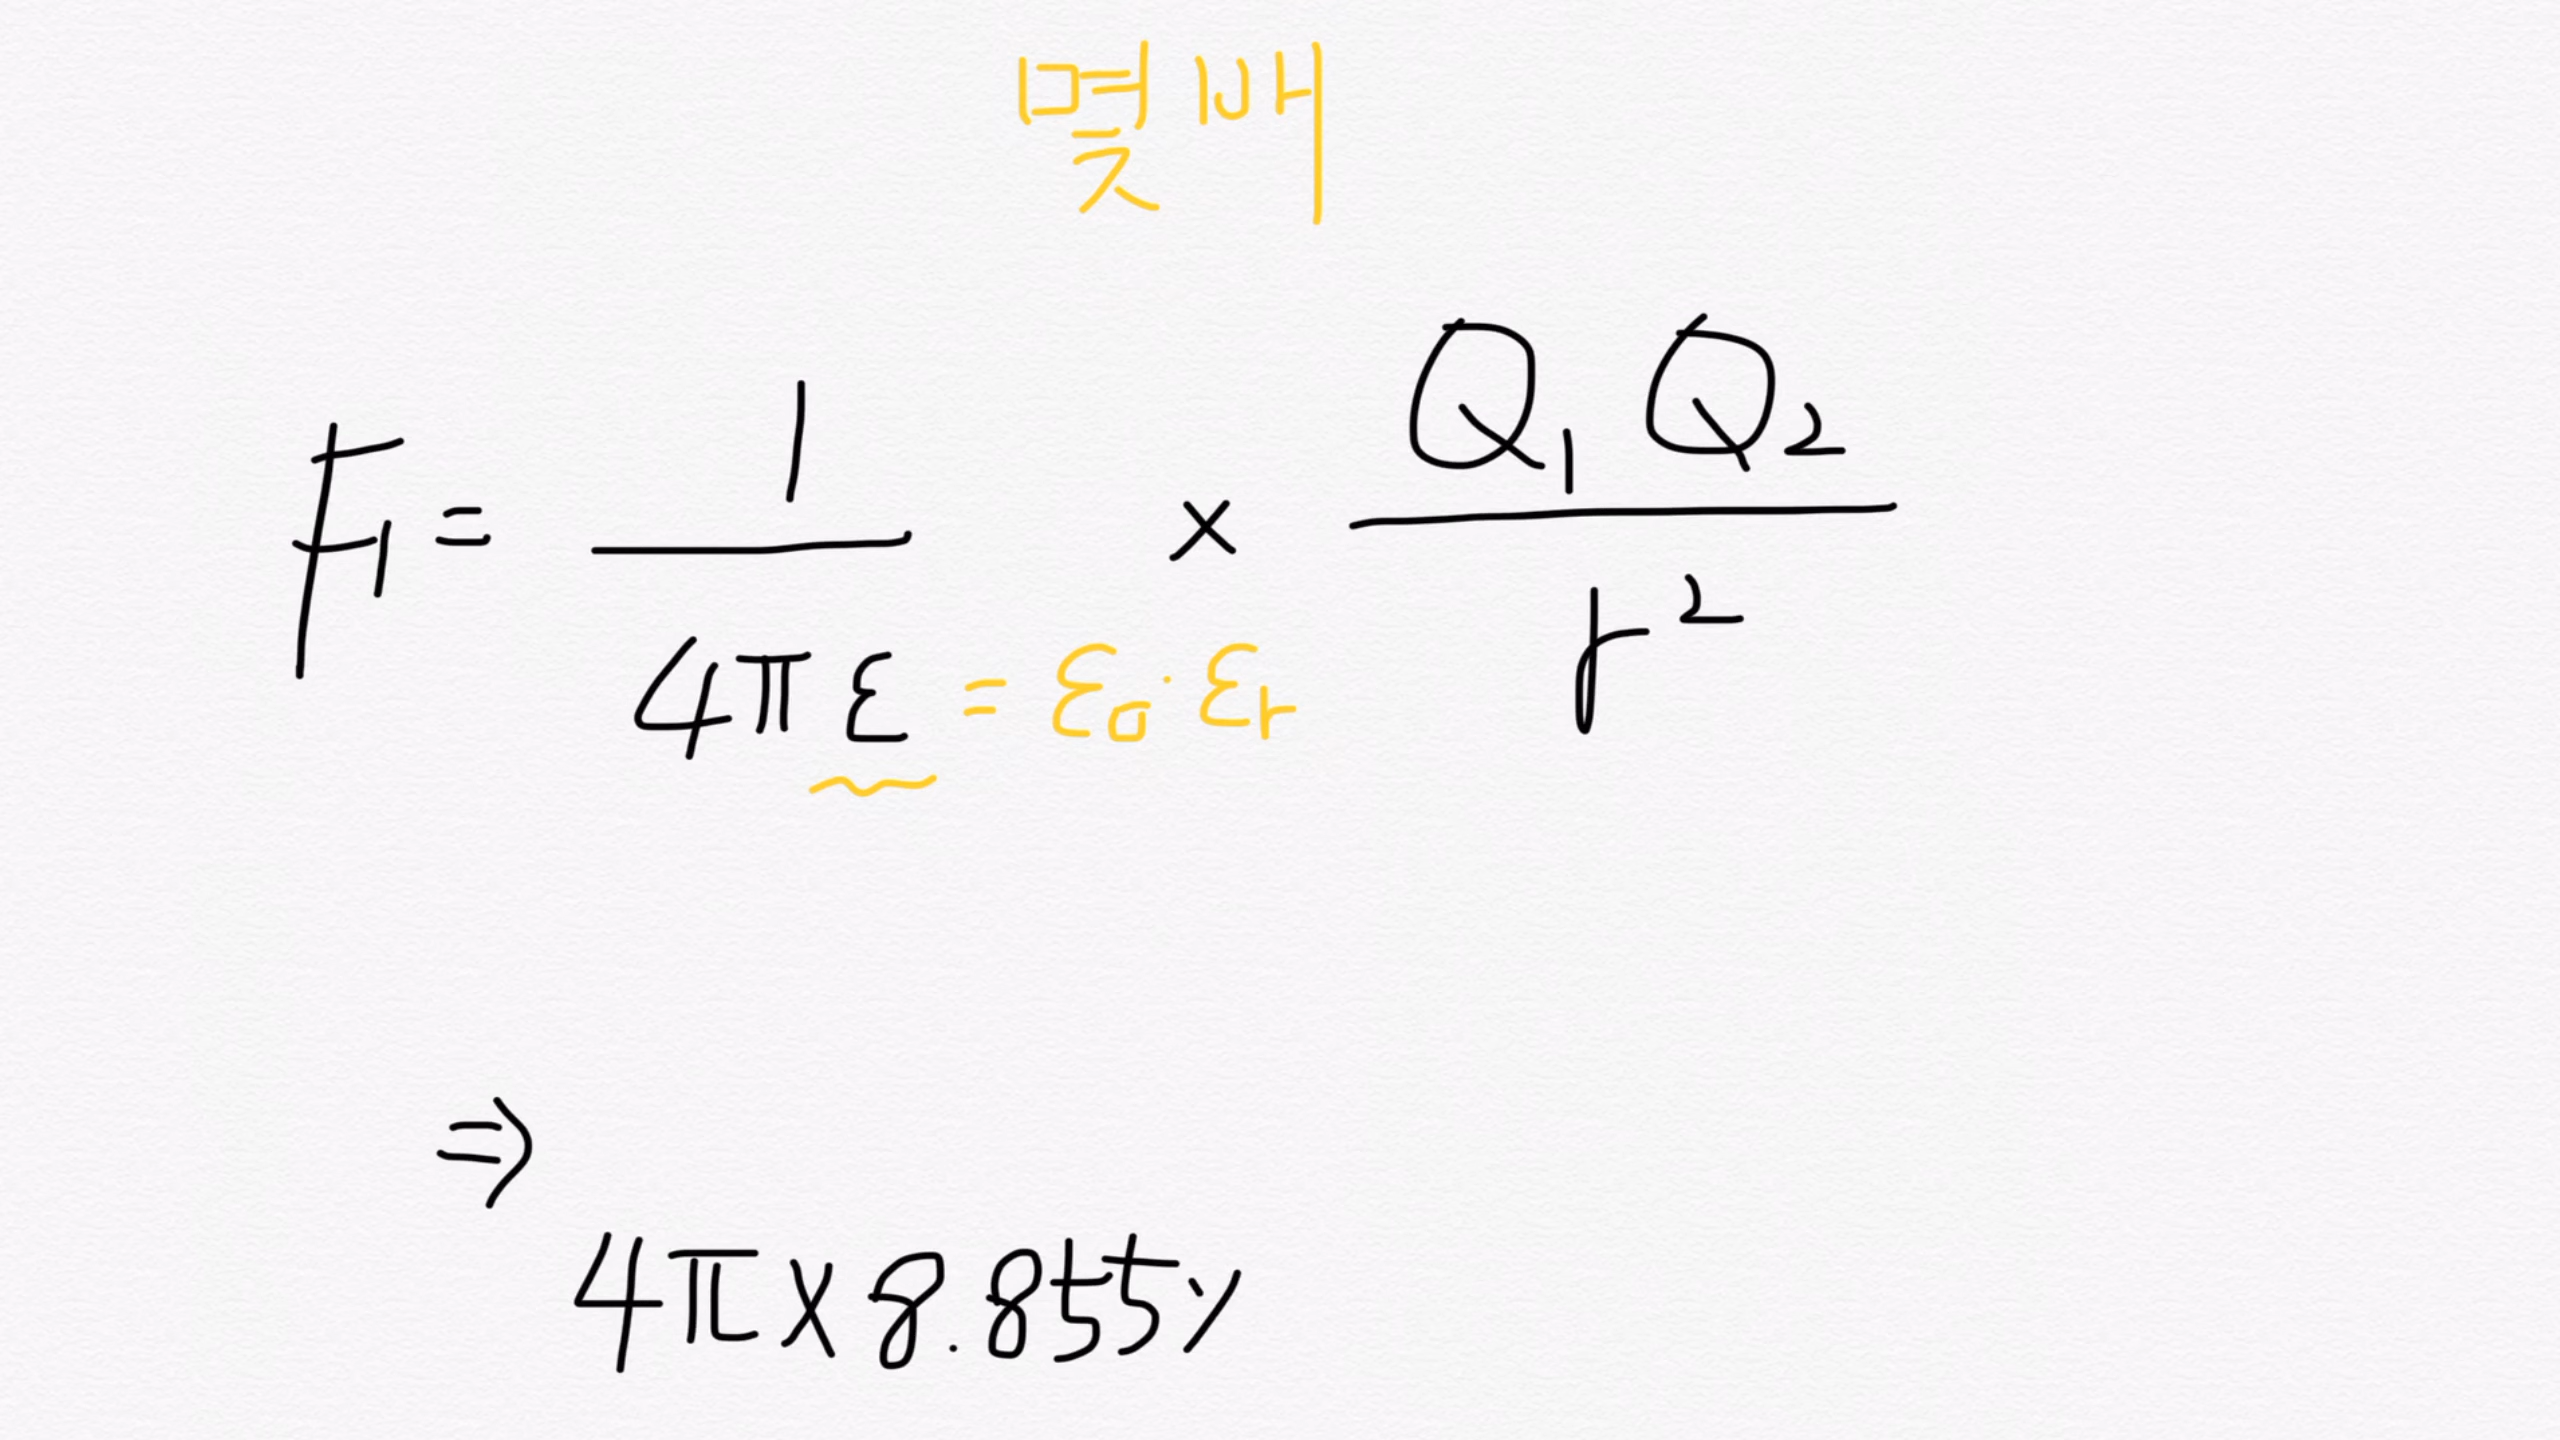 몇배
F₁ = 1 / 4πε = ε₀·εr × Q₁Q₂ / r²
⇒
4π×8.855×